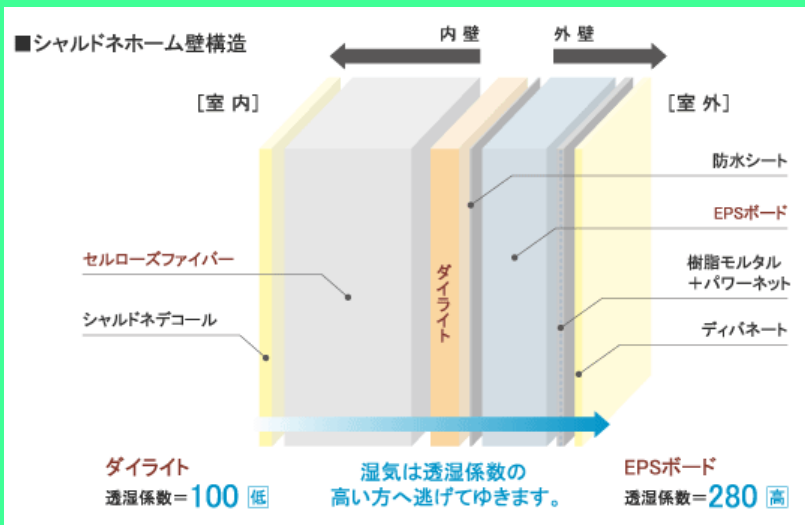 ■シャルドネホーム壁構造
内壁
外壁
[室内]
[室外]
防水シート
EPSボード
セルローズファイバー
ダイライト
樹脂モルタル
＋パワーネット
シャルドネデコール
ディバネート
ダイライト
透湿係数＝100 低
湿気は透湿係数の
高い方へ逃げてゆきます。
EPSボード
透湿係数＝280 高